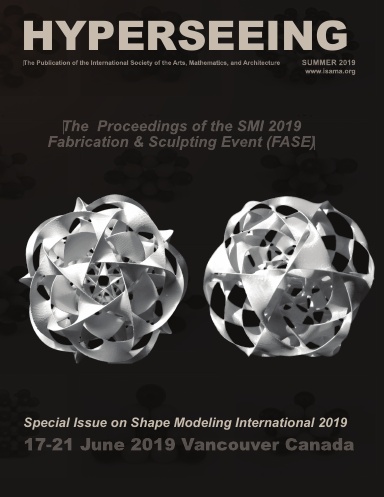 HYPERSEEING
The Publication of the International Society of the Arts, Mathematics, and Architecture
SUMMER 2019
www.isama.org
The Proceedings of the SMI 2019
Fabrication & Sculpting Event (FASE)
Special Issue on Shape Modeling International 2019
17-21 June 2019 Vancouver Canada